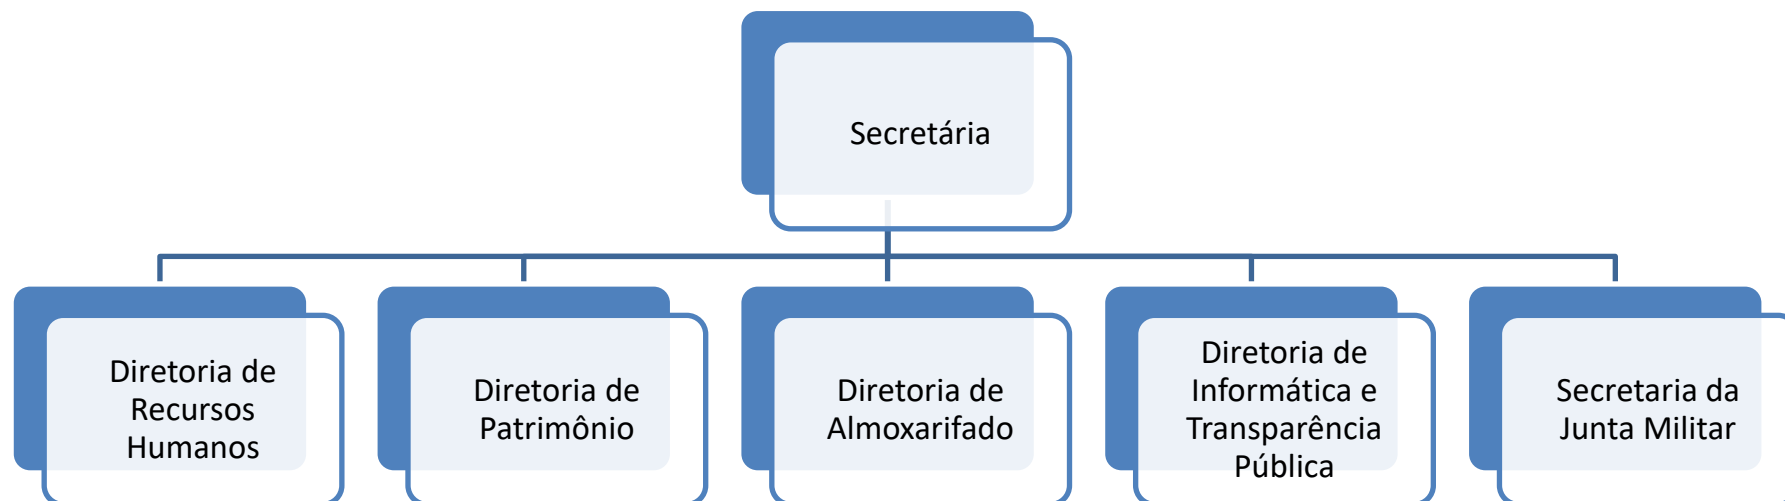 Secretária
Diretoria de
Recursos
Humanos
Diretoria de
Patrimônio
Diretoria de
Almoxarifado
Diretoria de
Informática e
Transparência
Pública
Secretaria da
Junta Militar